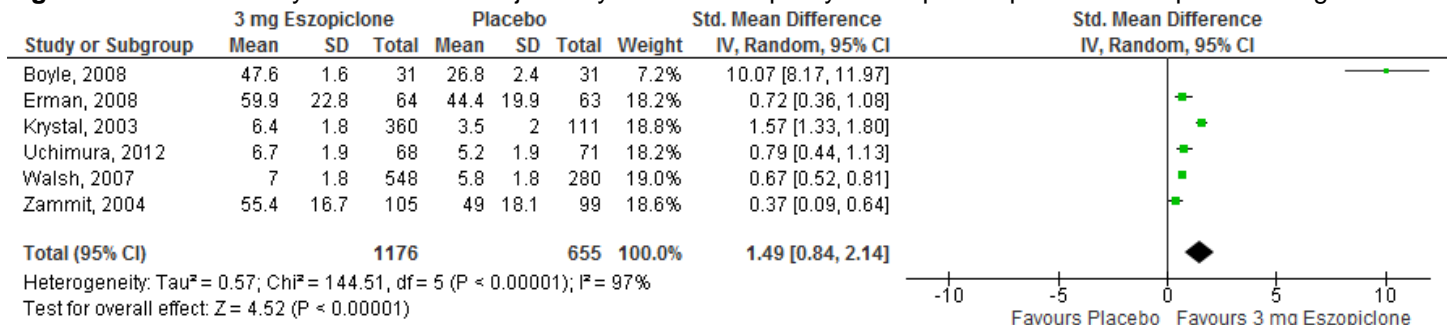 3 mg Eszopiclone Placebo Std. Mean Difference Std. Mean Difference
Study or Subgroup Mean SD Total Mean SD Total Weight IV, Random, 95% CI IV, Random, 95% CI
Boyle, 2008 47.6 1.6 31 26.8 2.4 31 7.2% 10.07 [8.17, 11.97]
Erman, 2008 59.9 22.8 64 44.4 19.9 63 18.2% 0.72 [0.36, 1.08]
Krystal, 2003 6.4 1.8 360 3.5 2 111 18.8% 1.57 [1.33, 1.80]
Uchimura, 2012 6.7 1.9 68 5.2 1.9 71 18.2% 0.79 [0.44, 1.13]
Walsh, 2007 7 1.8 548 5.8 1.8 280 19.0% 0.67 [0.52, 0.81]
Zammit, 2004 55.4 16.7 105 49 18.1 99 18.6% 0.37 [0.09, 0.64]
Total (95% CI) 1176 655 100.0% 1.49 [0.84, 2.14]
Heterogeneity: Tau² = 0.57; Chi² = 144.51, df = 5 (P < 0.00001); I² = 97%
Test for overall effect: Z = 4.52 (P < 0.00001)
-10 -5 0 5 10
Favours Placebo Favours 3 mg Eszopiclone